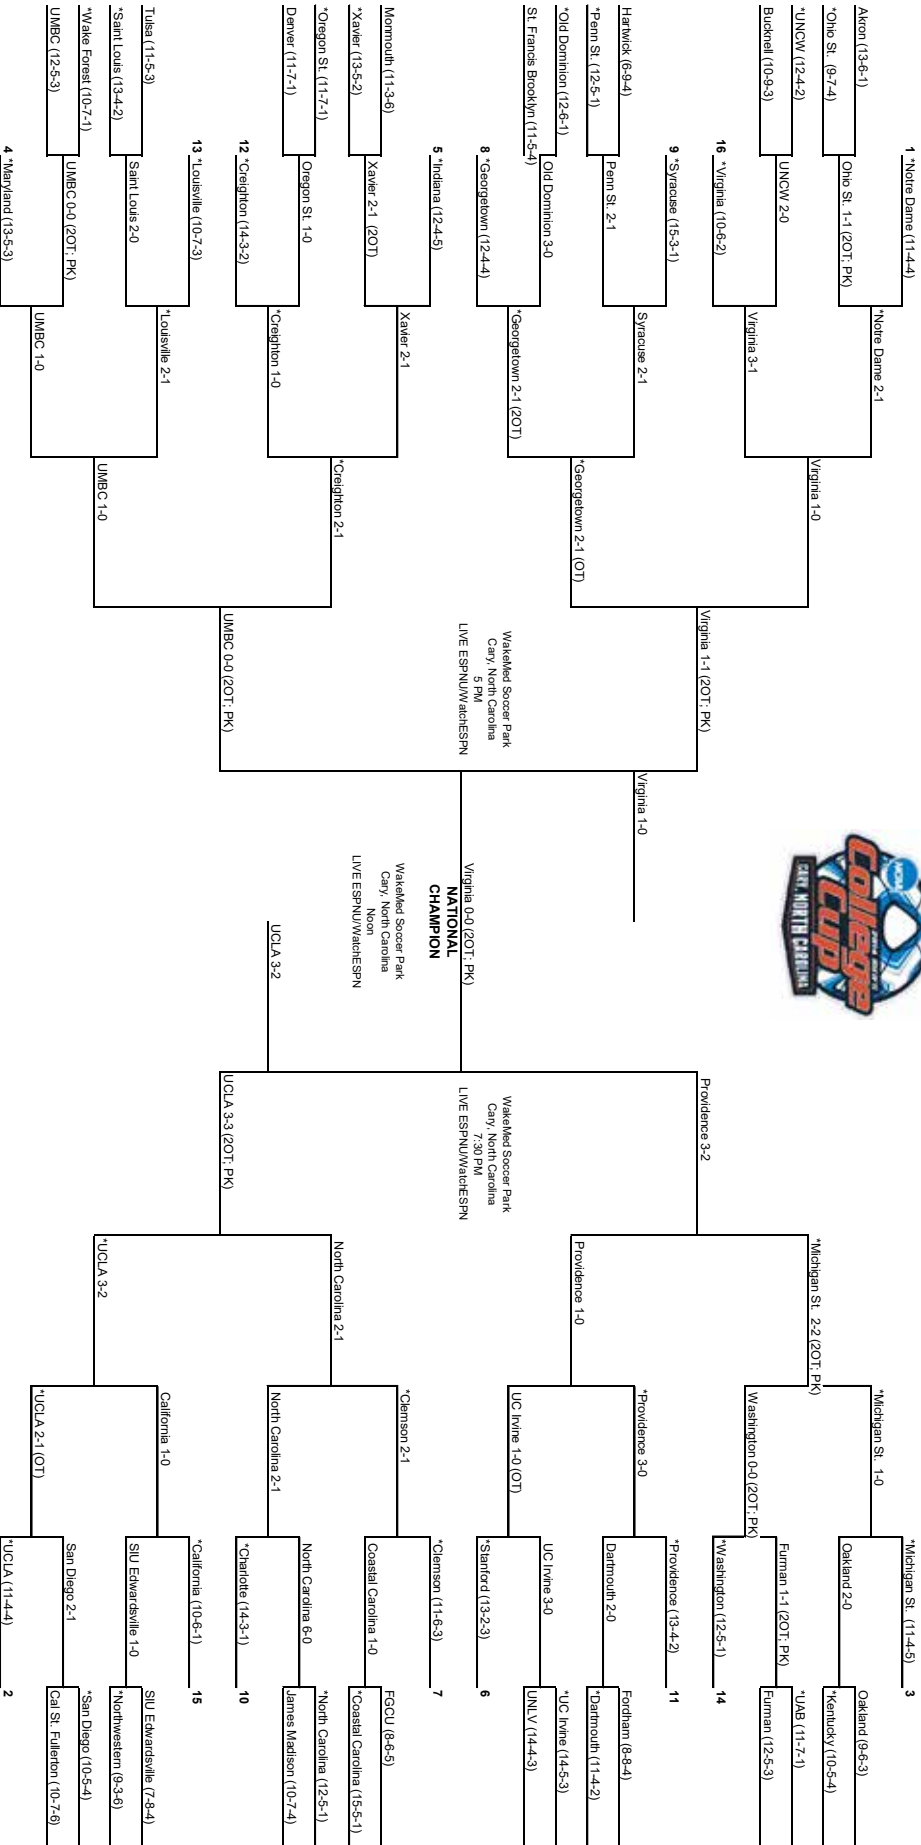 Akron (13-6-1)
*Ohio St. (9-7-4)
*UNCW (12-4-2)
Bucknell (10-9-3)
Hartwick (6-9-4)
*Penn St. (12-5-1)
*Old Dominion (12-6-1)
St. Francis Brooklyn (11-5-4)
Monmouth (11-3-6)
*Xavier (13-5-2)
*Oregon St. (11-7-1)
Denver (11-7-1)
Tulsa (11-5-3)
*Saint Louis (13-4-2)
*Wake Forest (10-7-1)
UMBC (12-5-3)
1 *Notre Dame (11-4-4)
Ohio St. 1-1 (2OT; PK)
UNCW 2-0
16 *Virginia (10-6-2)
9 *Syracuse (15-3-1)
Penn St. 2-1
Old Dominion 3-0
8 *Georgetown (12-4-4)
5 *Indiana (12-4-5)
Xavier 2-1 (2OT)
Oregon St. 1-0
12 *Creighton (14-3-2)
13 *Louisville (10-7-3)
Saint Louis 2-0
UMBC 0-0 (2OT; PK)
4 *Maryland (13-5-3)
*Notre Dame 2-1
Virginia 3-1
Syracuse 2-1
*Georgetown 2-1 (2OT)
Xavier 2-1
*Creighton 1-0
*Louisville 2-1
UMBC 1-0
Virginia 1-0
*Georgetown 2-1 (OT)
*Creighton 2-1
UMBC 1-0
Virginia 1-1 (2OT; PK)
UMBC 0-0 (2OT; PK)
WakeMed Soccer Park
Cary, North Carolina
5 PM
LIVE ESPNU/WatchESPN
Virginia 1-0
NCAA
College
Cup
CARY, NORTH CAROLINA
Virginia 0-0 (2OT; PK)
NATIONAL
CHAMPION
WakeMed Soccer Park
Cary, North Carolina
Noon
LIVE ESPNU/WatchESPN
UCLA 3-2
Providence 3-2
WakeMed Soccer Park
Cary, North Carolina
7:30 PM
LIVE ESPNU/WatchESPN
UCLA 3-3 (2OT; PK)
*Michigan St. 2-2 (2OT; PK)
Providence 1-0
North Carolina 2-1
*UCLA 3-2
*Michigan St. 1-0
Washington 0-0 (2OT; PK)
*Providence 3-0
UC Irvine 1-0 (OT)
*Clemson 2-1
North Carolina 2-1
California 1-0
*UCLA 2-1 (OT)
*Michigan St. (11-4-5) 3
Oakland 2-0
Furman 1-1 (2OT; PK)
*Washington (12-5-1) 14
*Providence (13-4-2) 11
Dartmouth 2-0
UC Irvine 3-0
*Stanford (13-2-3) 6
*Clemson (11-6-3) 7
Coastal Carolina 1-0
North Carolina 6-0
*Charlotte (14-3-1) 10
*California (10-6-1) 15
SIU Edwardsville 1-0
San Diego 2-1
*UCLA (11-4-4) 2
Oakland (9-6-3)
*Kentucky (10-5-4)
*UAB (11-7-1)
Furman (12-5-3)
Fordham (8-8-4)
*Dartmouth (11-4-2)
*UC Irvine (14-5-3)
UNLV (14-4-3)
FGCU (8-6-5)
*Coastal Carolina (15-5-1)
*North Carolina (12-5-1)
James Madison (10-7-4)
SIU Edwardsville (7-8-4)
*Northwestern (9-3-6)
*San Diego (10-5-4)
Cal St. Fullerton (10-7-6)